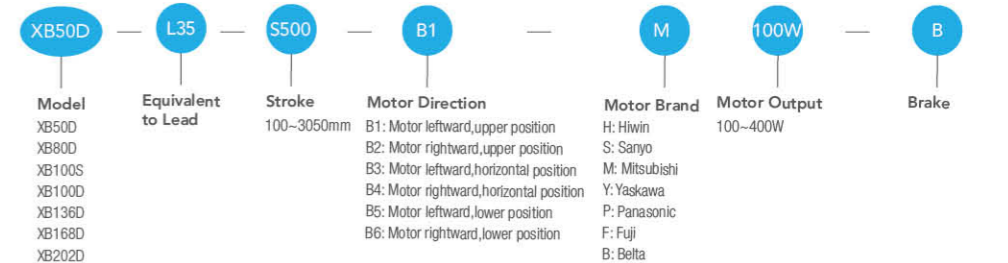 XB50D — L35 — S500 — B1 — M 100W — B
Model
XB50D
XB80D
XB100S
XB100D
XB136D
XB168D
XB202D
Equivalent
to Lead
Stroke
100~3050mm
Motor Direction
B1: Motor leftward,upper position
B2: Motor rightward,upper position
B3: Motor leftward,horizontal position
B4: Motor rightward,horizontal position
B5: Motor leftward,lower position
B6: Motor rightward,lower position
Motor Brand
H: Hiwin
S: Sanyo
M: Mitsubishi
Y: Yaskawa
P: Panasonic
F: Fuji
B: Belta
Motor Output
100~400W
Brake